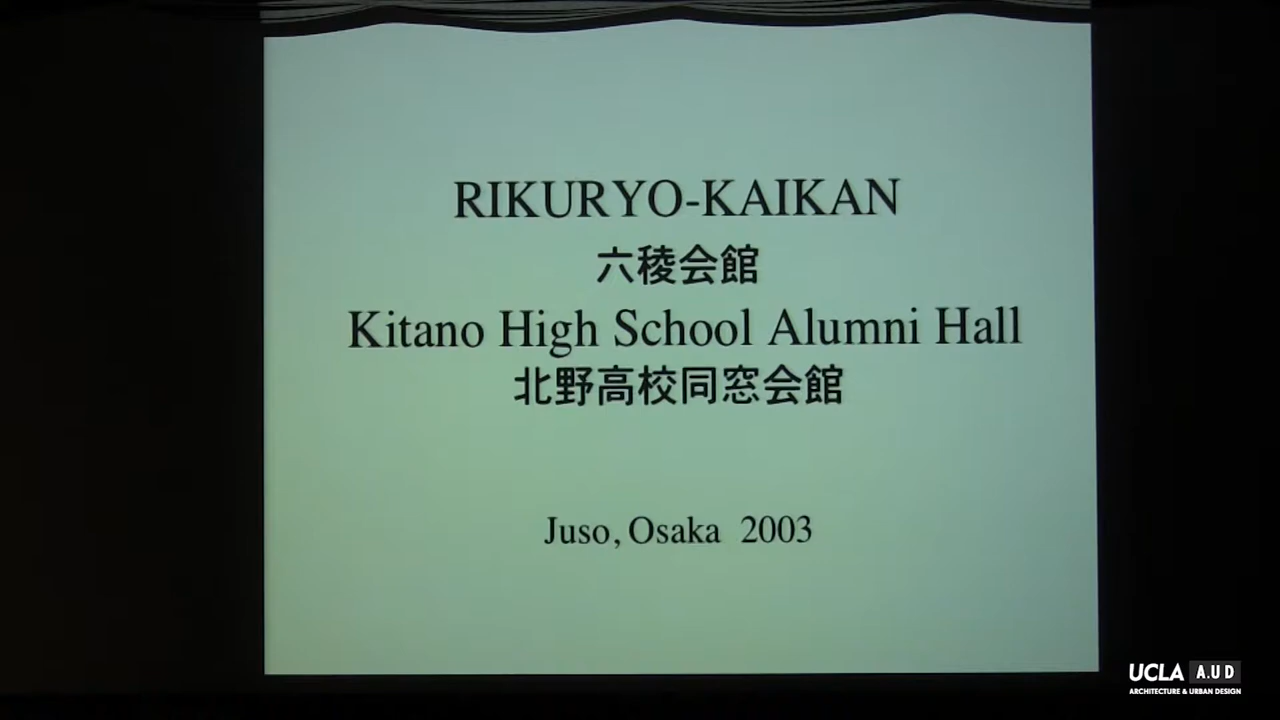 RIKURYO-KAIKAN
六稜会館
Kitano High School Alumni Hall
北野高校同窓会館
Juso, Osaka 2003
UCLA A.UD
ARCHITECTURE & URBAN DESIGN